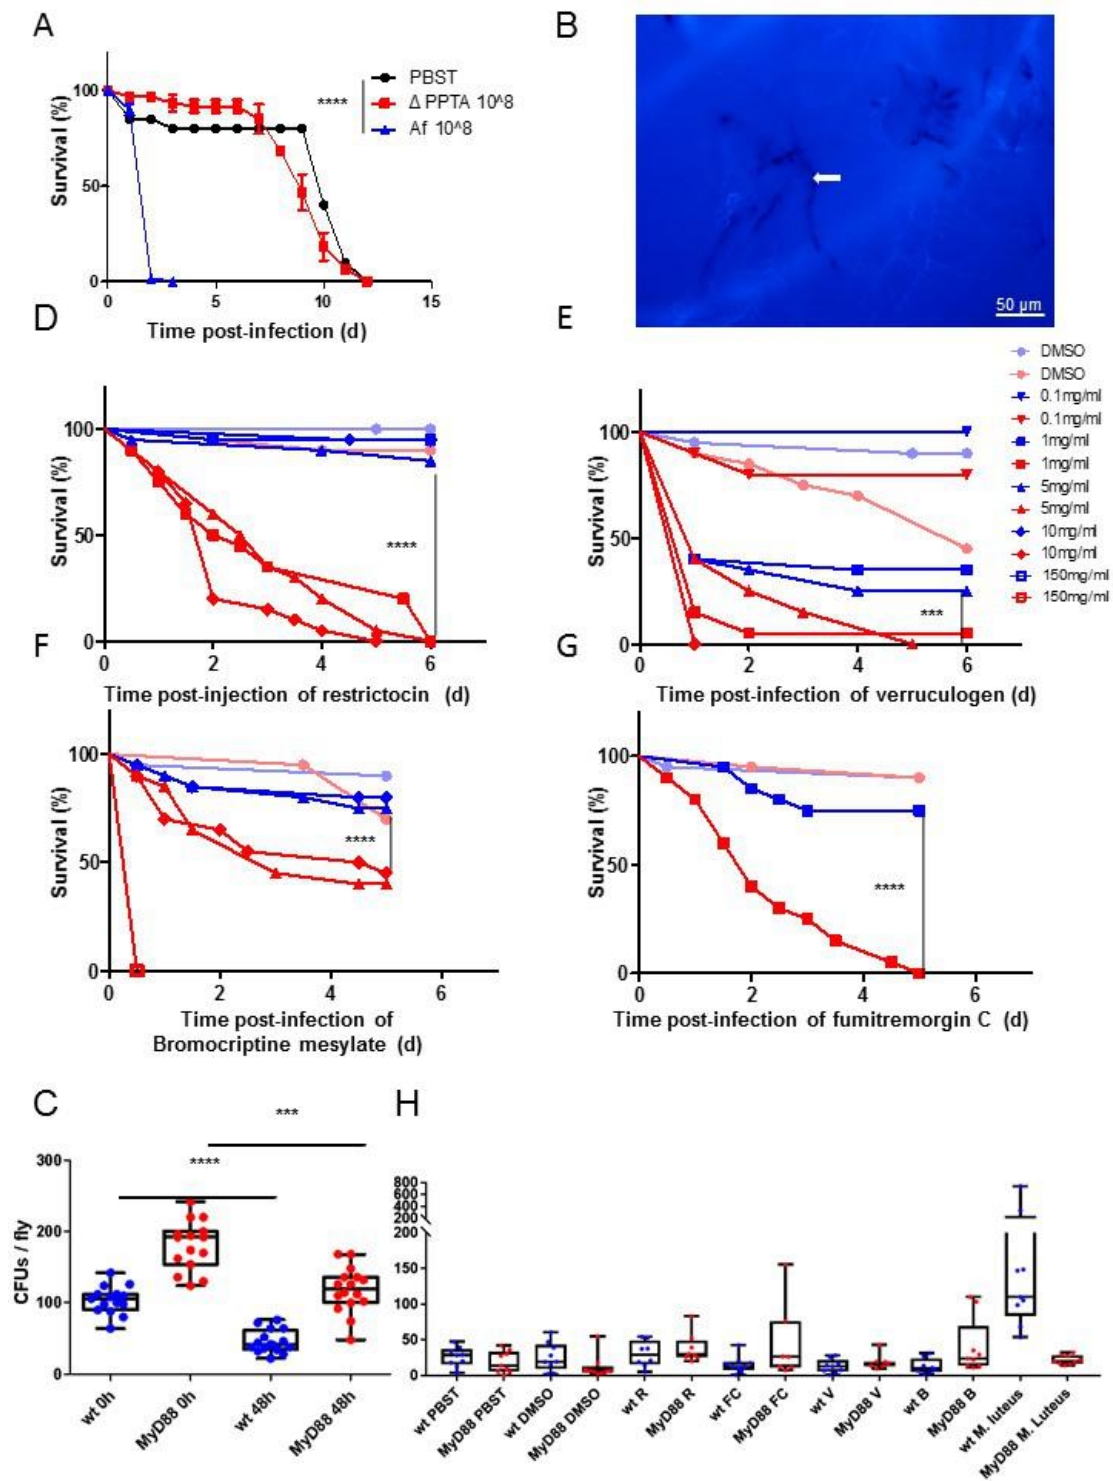 A
B
Survival (%)
100
50
0
0
5
10
15
Time post-infection (d)
****
PBST
Δ PPTA 10^8
Af 10^8
50 µm
D
E
Survival (%)
100
50
0
0
2
4
6
****
Time post-injection of restrictocin (d)
Survival (%)
100
50
0
0
2
4
6
***
Time post-infection of verruculogen (d)
DMSO
DMSO
0.1mg/ml
0.1mg/ml
1mg/ml
1mg/ml
5mg/ml
5mg/ml
10mg/ml
10mg/ml
150mg/ml
150mg/ml
F
G
Survival (%)
100
50
0
0
2
4
6
****
Time post-infection of
Bromocriptine mesylate (d)
Survival (%)
100
50
0
0
2
4
6
****
Time post-infection of fumitremorgin C (d)
C
H
***
****
CFUs / fly
300
200
100
0
wt 0h
MyD88 0h
wt 48h
MyD88 48h
800
600
400
200
200
150
100
50
0
wt PBST
MyD88 PBST
wt DMSO
MyD88 DMSO
wt R
MyD88 R
wt FC
MyD88 FC
wt V
MyD88 V
wt B
MyD88 B
wt M. luteus
MyD88 M. Luteus